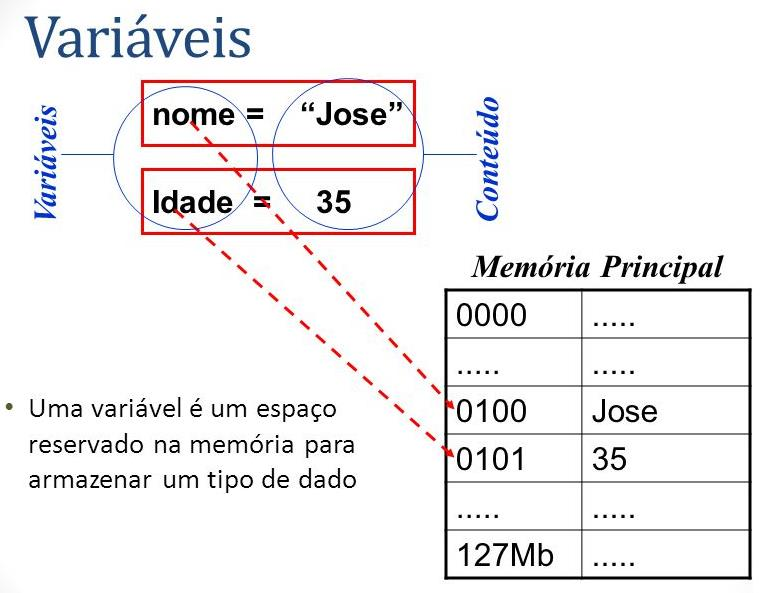 Variáveis
Variáveis
nome = “Jose”
Idade = 35
Conteúdo
Memória Principal
0000 .....
..... .....
0100 Jose
0101 35
..... .....
127Mb .....
• Uma variável é um espaço
reservado na memória para
armazenar um tipo de dado